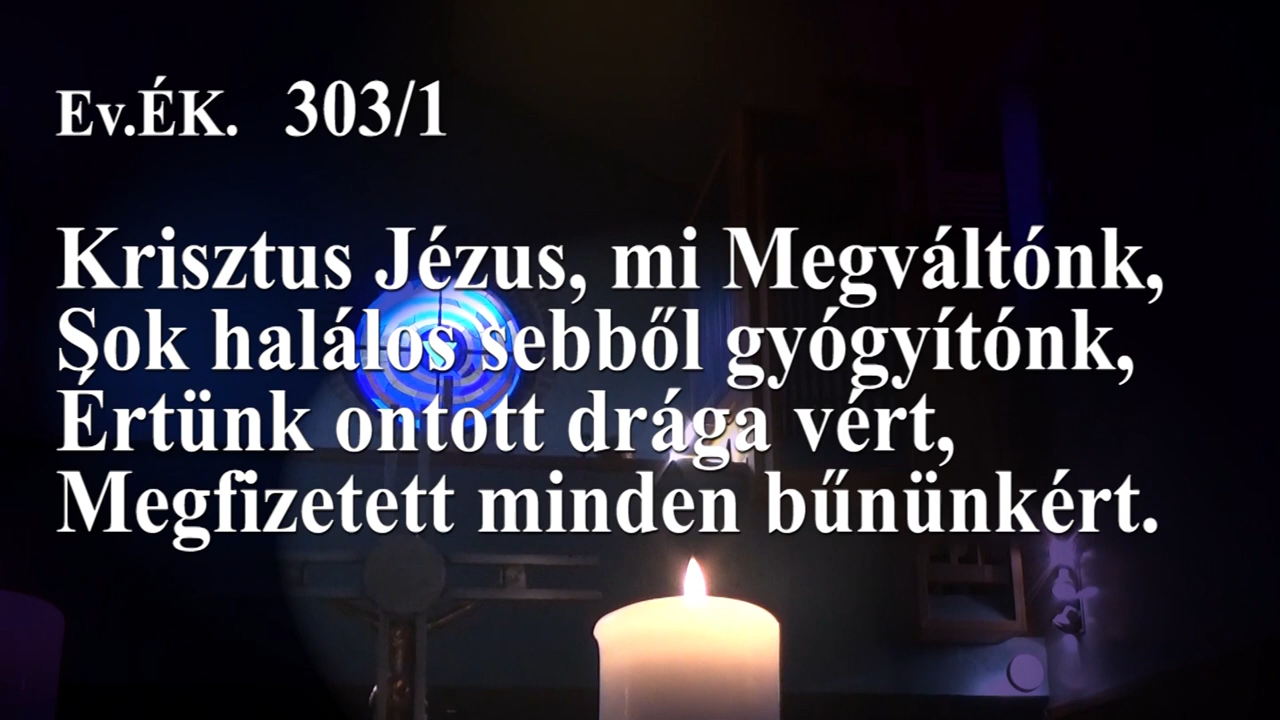 Ev.ÉK. 303/1
Krisztus Jézus, mi Megváltónk,
Sok halálos sebből gyógyítónk,
Értünk ontott drága vért,
Megfizetett minden bűnünkért.